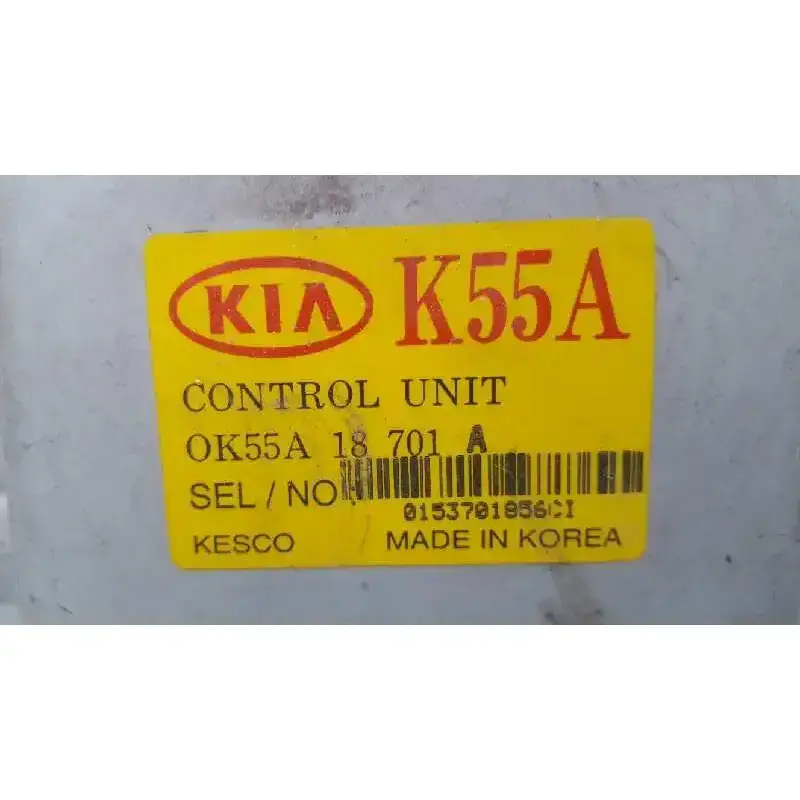 KIA K55A
CONTROL UNIT
OK55A 18 701 A
SEL / NO
0153701856CI
KESCO MADE IN KOREA